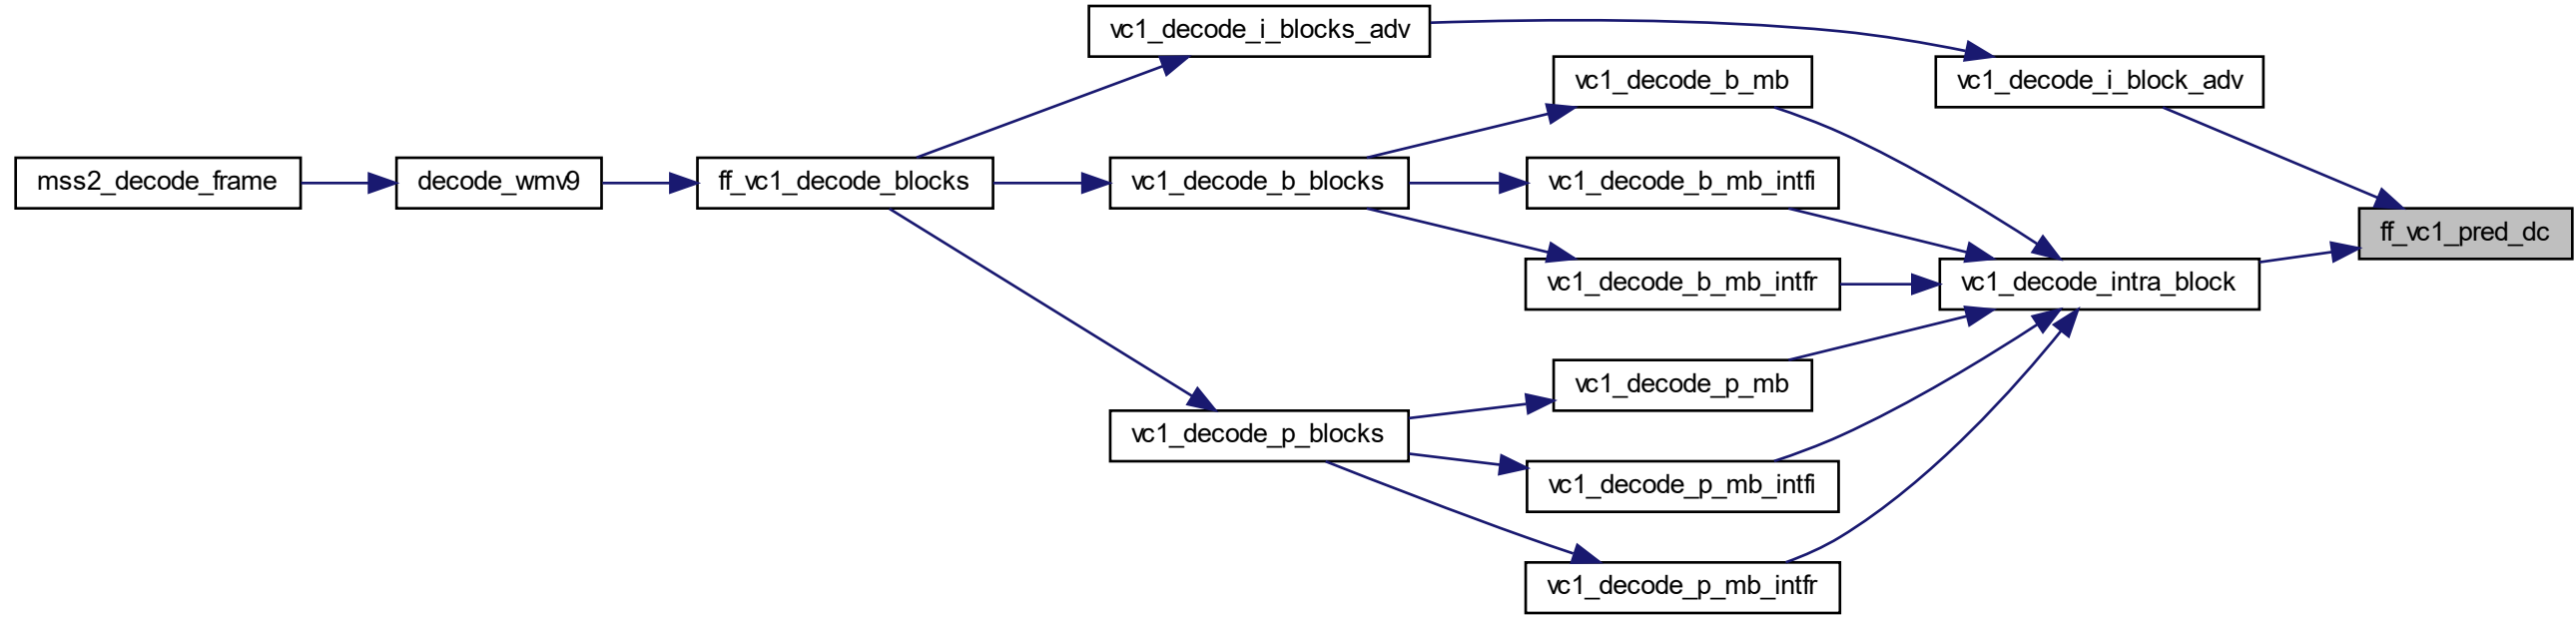 vc1_decode_i_blocks_adv
vc1_decode_b_mb
vc1_decode_i_block_adv
mss2_decode_frame
decode_wmv9
ff_vc1_decode_blocks
vc1_decode_b_blocks
vc1_decode_b_mb_intfi
ff_vc1_pred_dc
vc1_decode_b_mb_intfr
vc1_decode_intra_block
vc1_decode_p_mb
vc1_decode_p_blocks
vc1_decode_p_mb_intfi
vc1_decode_p_mb_intfr